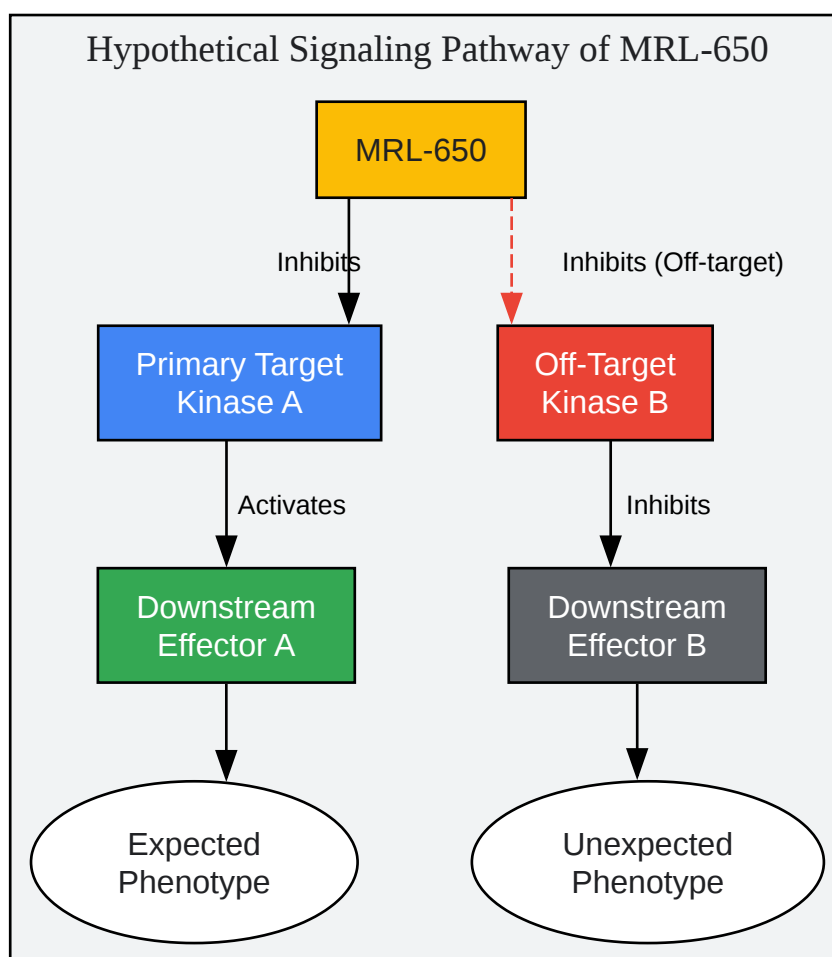 Hypothetical Signaling Pathway of MRL-650
MRL-650
Inhibits
Inhibits (Off-target)
Primary Target
Kinase A
Off-Target
Kinase B
Activates
Inhibits
Downstream
Effector A
Downstream
Effector B
Expected
Phenotype
Unexpected
Phenotype